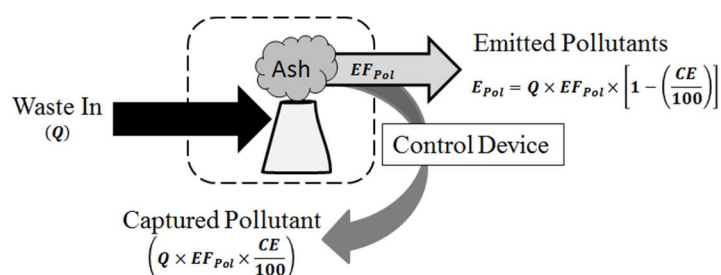 Emitted Pollutants
Ash
EF_Pol
E_Pol = Q × EF_Pol × [1 − (CE/100)]
Waste In
(Q)
Control Device
Captured Pollutant
(Q × EF_Pol × CE/100)